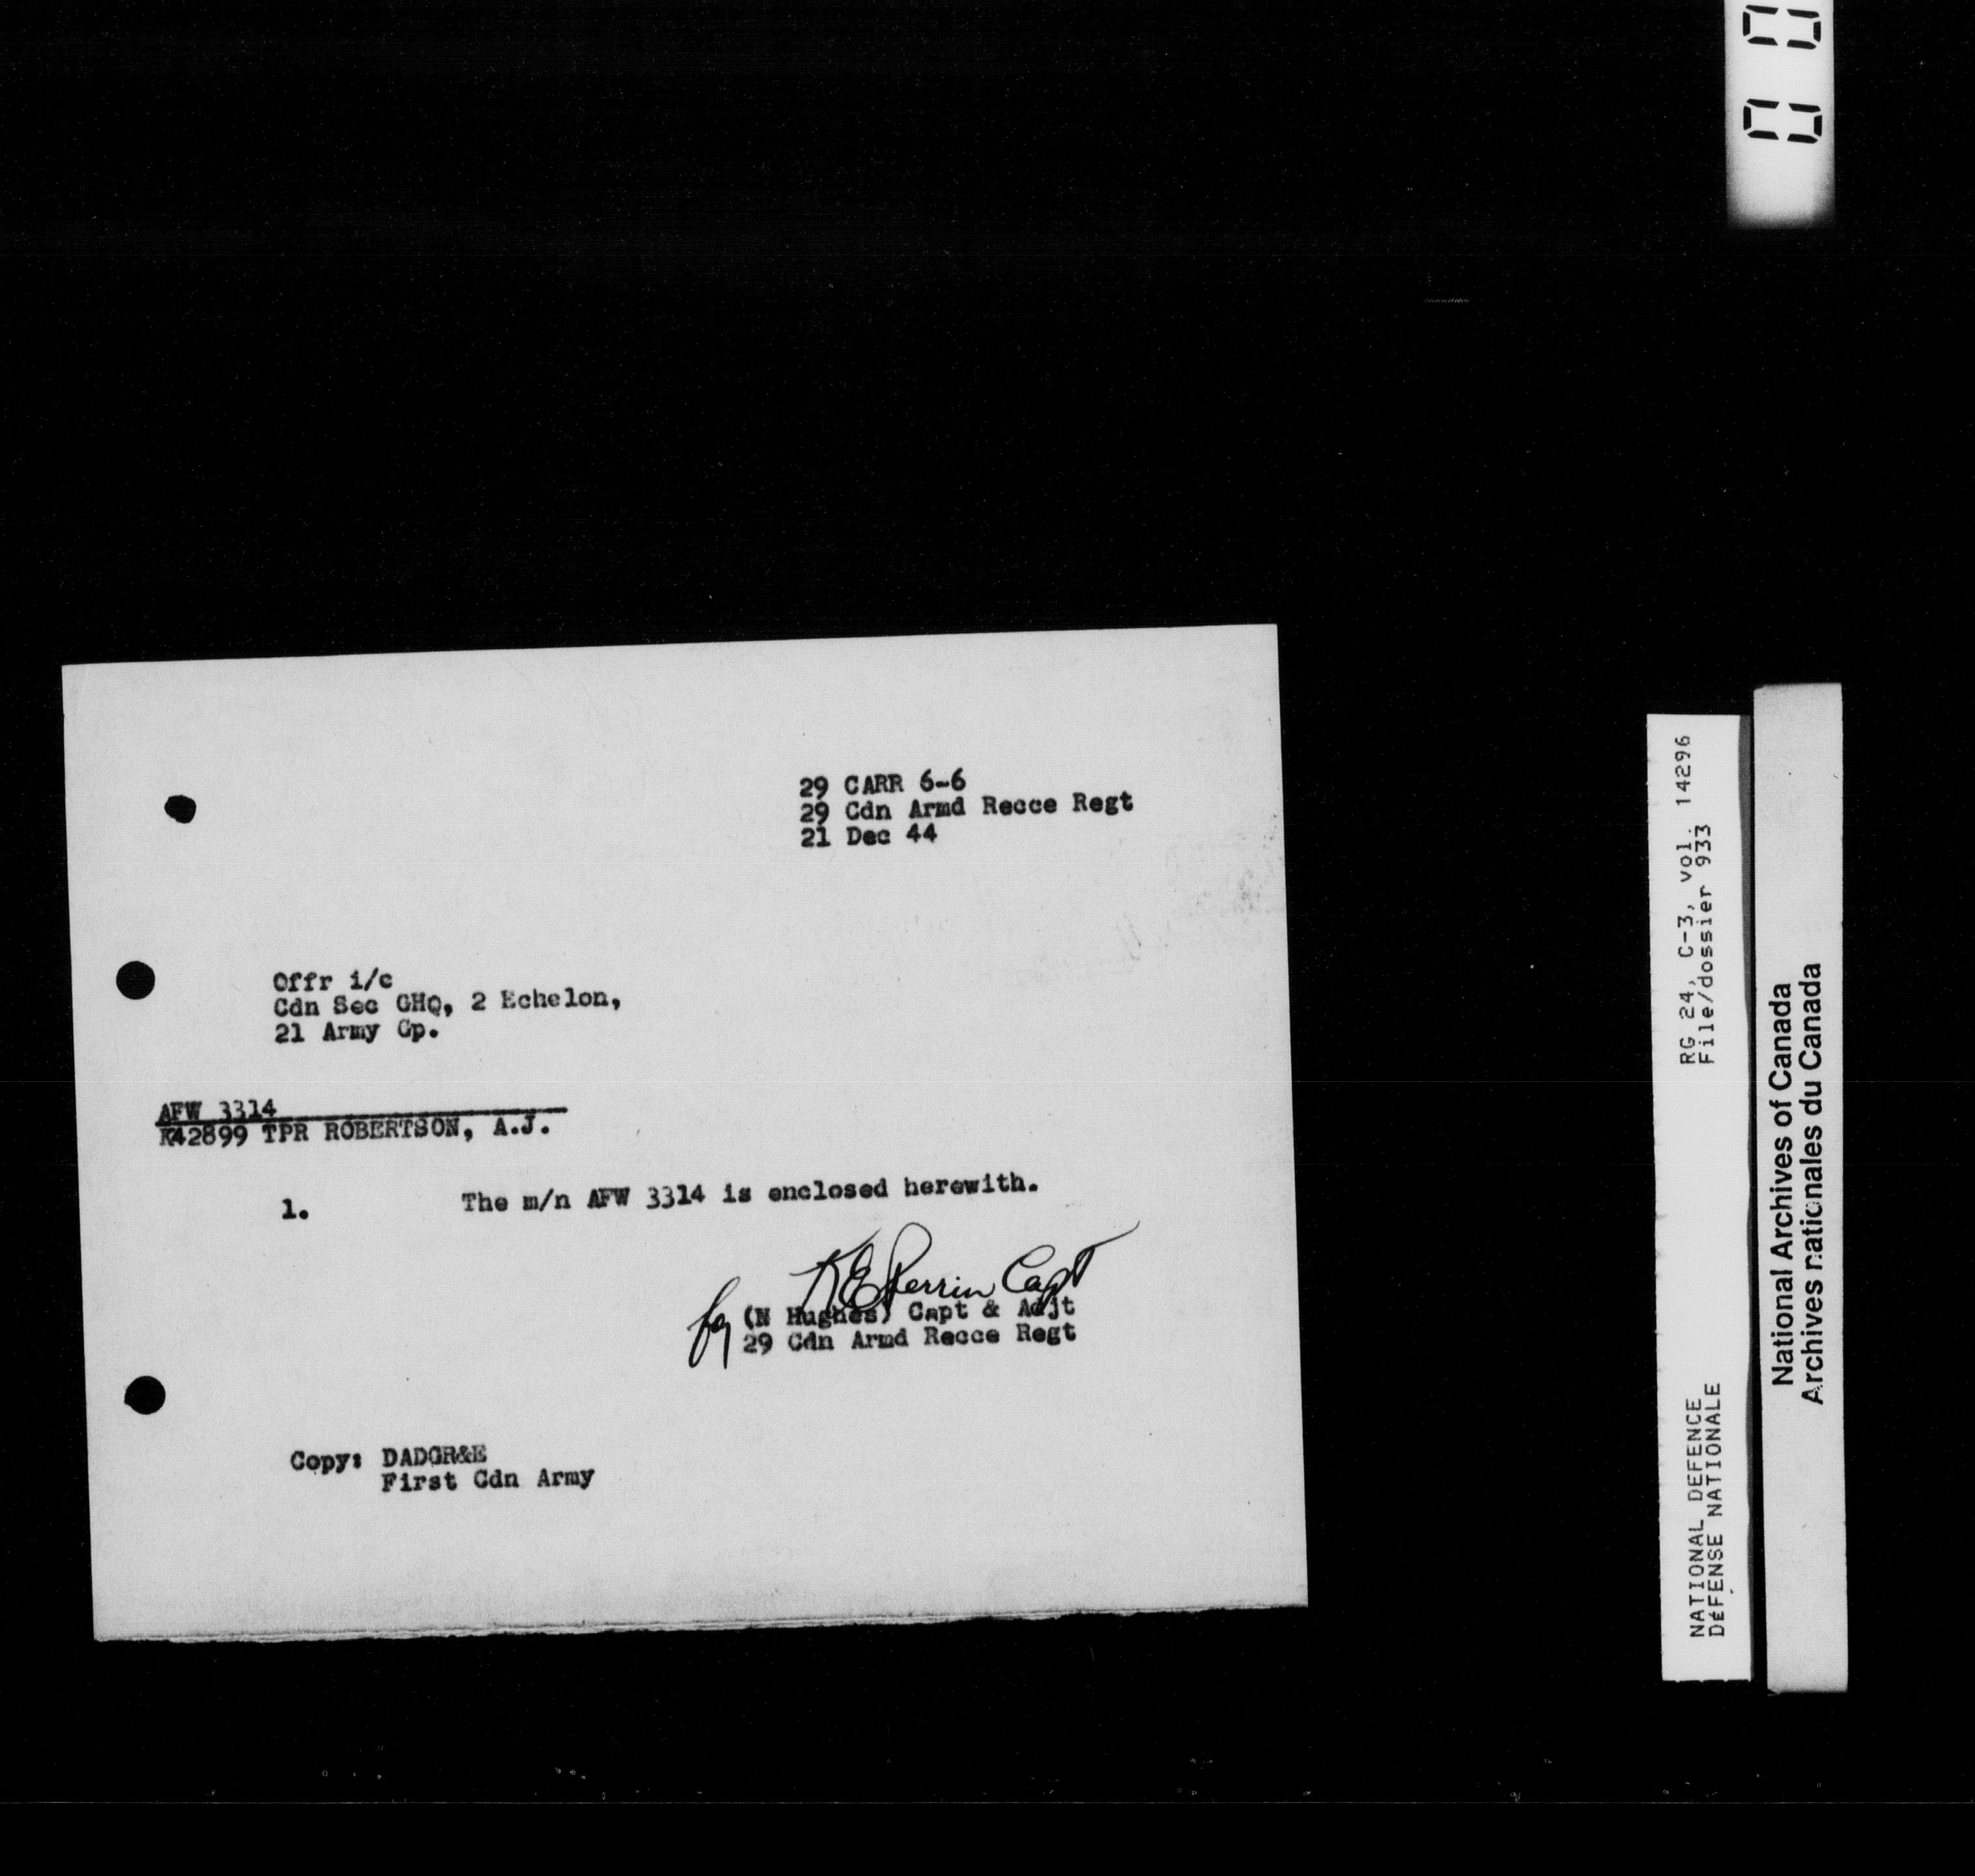 29 CARR 6-6
29 Cdn Armd Recce Regt
21 Dec 44
Offr i/c
Cdn Sec GHQ, 2 Echelon,
21 Army Gp.
AFW 3314
K42899 TPR ROBERTSON, A.J.
1. The m/n AFW 3314 is enclosed herewith.
K E Perrin Capt
for (N Hughes) Capt & Adjt
29 Cdn Armd Recce Regt
Copy: DADGR&E
First Cdn Army
RG 24, C-3, vol. 14296
File/dossier 933
NATIONAL DEFENCE
DÉFENSE NATIONALE
National Archives of Canada
Archives nationales du Canada